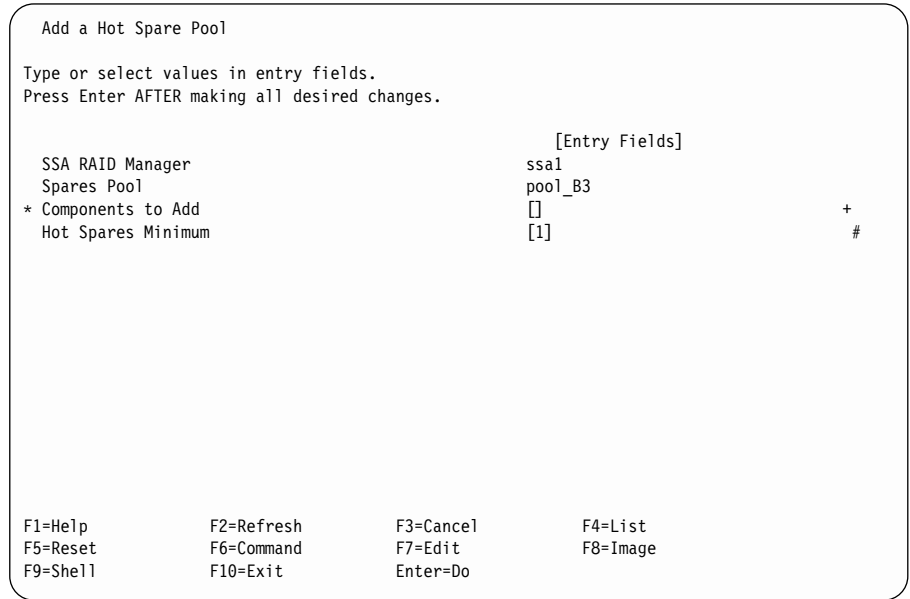 Add a Hot Spare Pool
Type or select values in entry fields.
Press Enter AFTER making all desired changes.
[Entry Fields]
SSA RAID Manager ssa1
Spares Pool pool_B3
* Components to Add [] +
Hot Spares Minimum [1] #
F1=Help F2=Refresh F3=Cancel F4=List
F5=Reset F6=Command F7=Edit F8=Image
F9=Shell F10=Exit Enter=Do